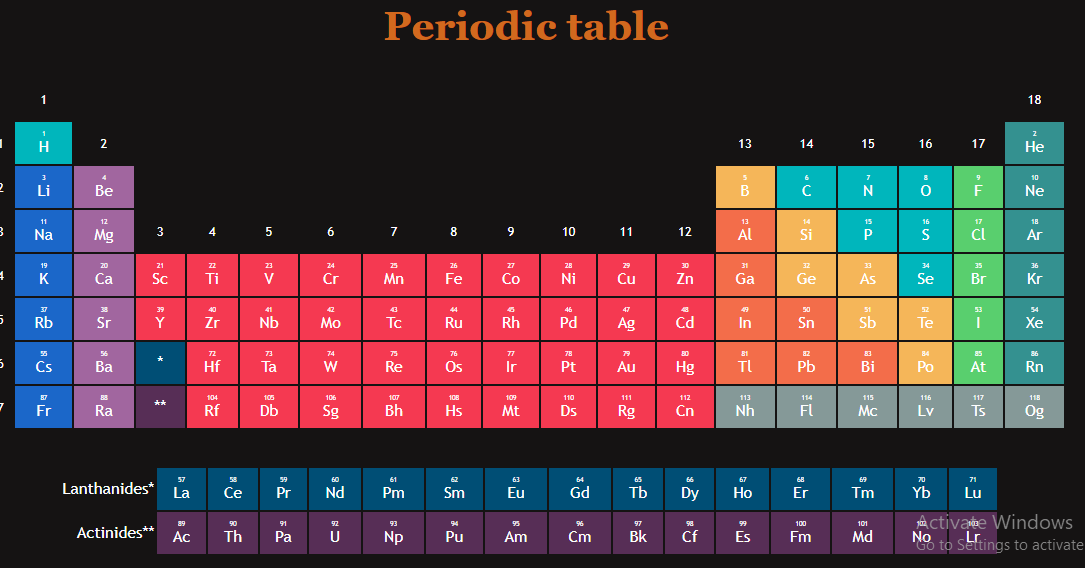 Periodic table
1 18
1 2 13 14 15 16 17 2
1 H He
3 4 5 6 7 8 9 10
2 Li Be B C N O F Ne
11 12 13 14 15 16 17 18
3 Na Mg 3 4 5 6 7 8 9 10 11 12 Al Si P S Cl Ar
19 20 21 22 23 24 25 26 27 28 29 30 31 32 33 34 35 36
4 K Ca Sc Ti V Cr Mn Fe Co Ni Cu Zn Ga Ge As Se Br Kr
37 38 39 40 41 42 43 44 45 46 47 48 49 50 51 52 53 54
5 Rb Sr Y Zr Nb Mo Tc Ru Rh Pd Ag Cd In Sn Sb Te I Xe
55 56 72 73 74 75 76 77 78 79 80 81 82 83 84 85 86
6 Cs Ba * Hf Ta W Re Os Ir Pt Au Hg Tl Pb Bi Po At Rn
87 88 104 105 106 107 108 109 110 111 112 113 114 115 116 117 118
7 Fr Ra ** Rf Db Sg Bh Hs Mt Ds Rg Cn Nh Fl Mc Lv Ts Og
57 58 59 60 61 62 63 64 65 66 67 68 69 70 71
Lanthanides* La Ce Pr Nd Pm Sm Eu Gd Tb Dy Ho Er Tm Yb Lu
89 90 91 92 93 94 95 96 97 98 99 100 101 102 103
Actinides** Ac Th Pa U Np Pu Am Cm Bk Cf Es Fm Md No Lr
Activate Windows
Go to Settings to activate